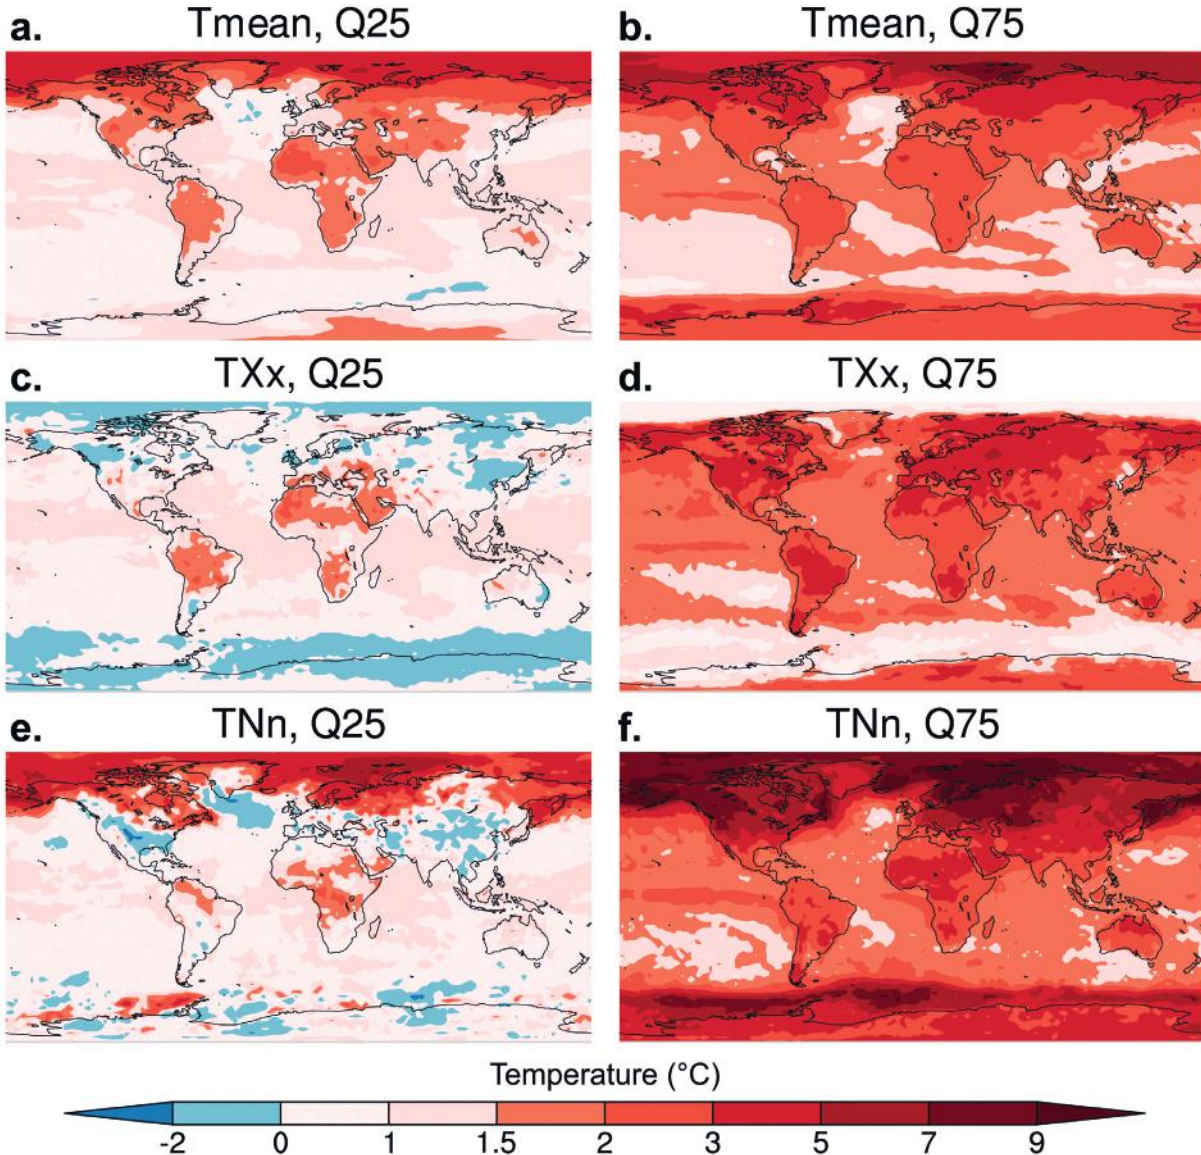 a. Tmean, Q25
b. Tmean, Q75
c. TXx, Q25
d. TXx, Q75
e. TNn, Q25
f. TNn, Q75
Temperature (°C)
-2 0 1 1.5 2 3 5 7 9